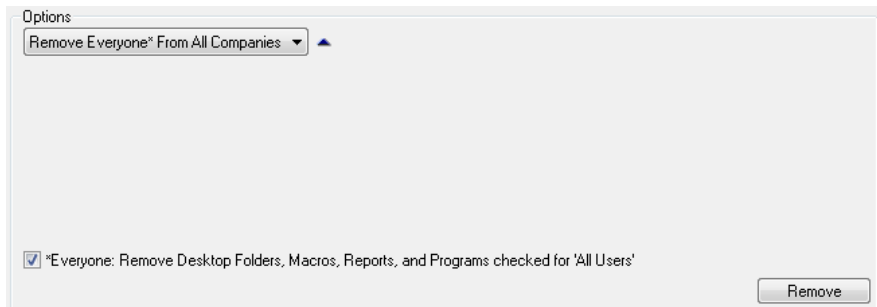 Options
Remove Everyone* From All Companies
*Everyone: Remove Desktop Folders, Macros, Reports, and Programs checked for 'All Users'
Remove